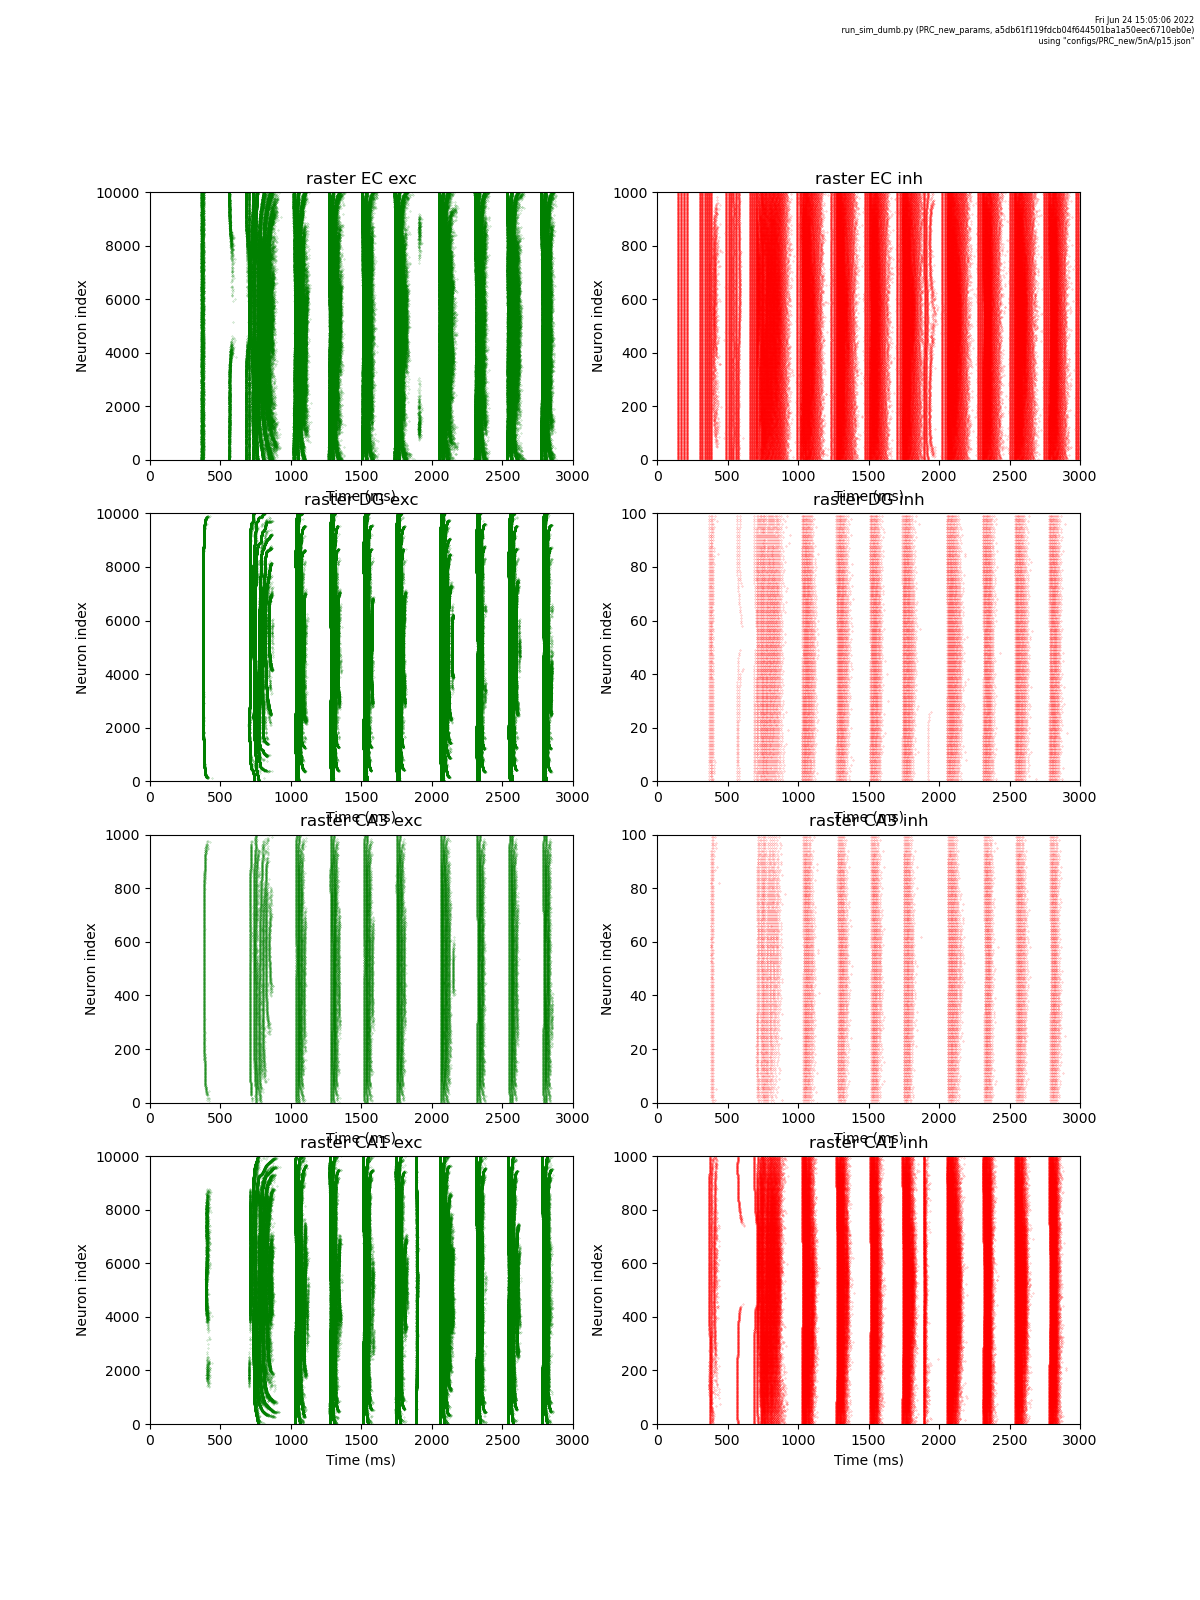 Fri Jun 24 15:05:06 2022
run_sim_dumb.py (PRC_new_params, a5db61f119fdcb04f644501ba1a50eec6710eb0e)
using "configs/PRC_new/5nA/p15.json"
raster EC exc
Neuron index
10000
8000
6000
4000
2000
0
0 500 1000 1500 2000 2500 3000
Time (ms)
raster EC inh
Neuron index
1000
800
600
400
200
0
0 500 1000 1500 2000 2500 3000
Time (ms)
raster DG exc
Neuron index
10000
8000
6000
4000
2000
0
0 500 1000 1500 2000 2500 3000
Time (ms)
raster DG inh
Neuron index
100
80
60
40
20
0
0 500 1000 1500 2000 2500 3000
Time (ms)
raster CA3 exc
Neuron index
1000
800
600
400
200
0
0 500 1000 1500 2000 2500 3000
Time (ms)
raster CA3 inh
Neuron index
100
80
60
40
20
0
0 500 1000 1500 2000 2500 3000
Time (ms)
raster CA1 exc
Neuron index
10000
8000
6000
4000
2000
0
0 500 1000 1500 2000 2500 3000
Time (ms)
raster CA1 inh
Neuron index
1000
800
600
400
200
0
0 500 1000 1500 2000 2500 3000
Time (ms)